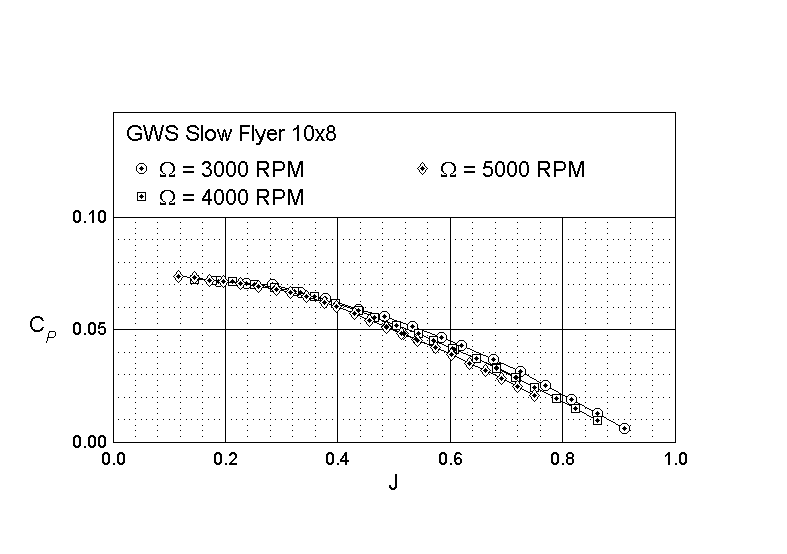 GWS Slow Flyer 10x8
Ω = 3000 RPM
Ω = 5000 RPM
Ω = 4000 RPM
0.10
0.05
0.00
C_P
0.0 0.2 0.4 0.6 0.8 1.0
J